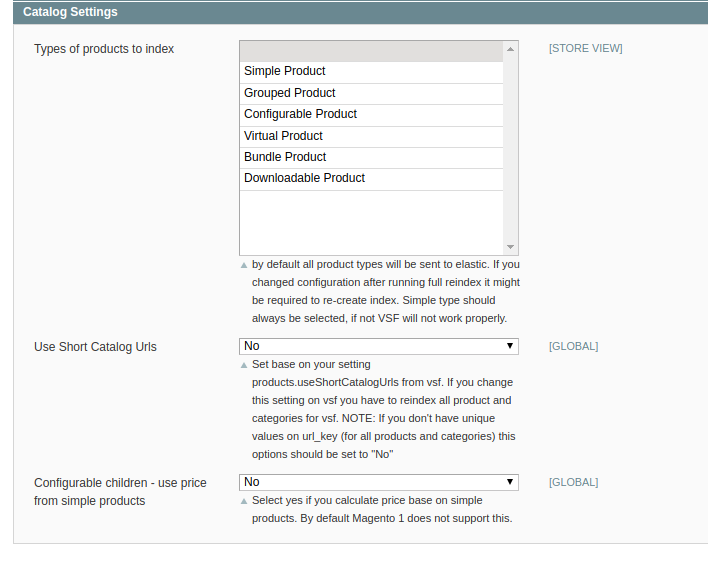 Catalog Settings
Types of products to index
[STORE VIEW]
Simple Product
Grouped Product
Configurable Product
Virtual Product
Bundle Product
Downloadable Product
by default all product types will be sent to elastic. If you
changed configuration after running full reindex it might
be required to re-create index. Simple type should
always be selected, if not VSF will not work properly.
Use Short Catalog Urls
No
[GLOBAL]
Set base on your setting
products.useShortCatalogUrls from vsf. If you change
this setting on vsf you have to reindex all product and
categories for vsf. NOTE: If you don't have unique
values on url_key (for all products and categories) this
options should be set to "No"
Configurable children - use price
from simple products
No
[GLOBAL]
Select yes if you calculate price base on simple
products. By default Magento 1 does not support this.